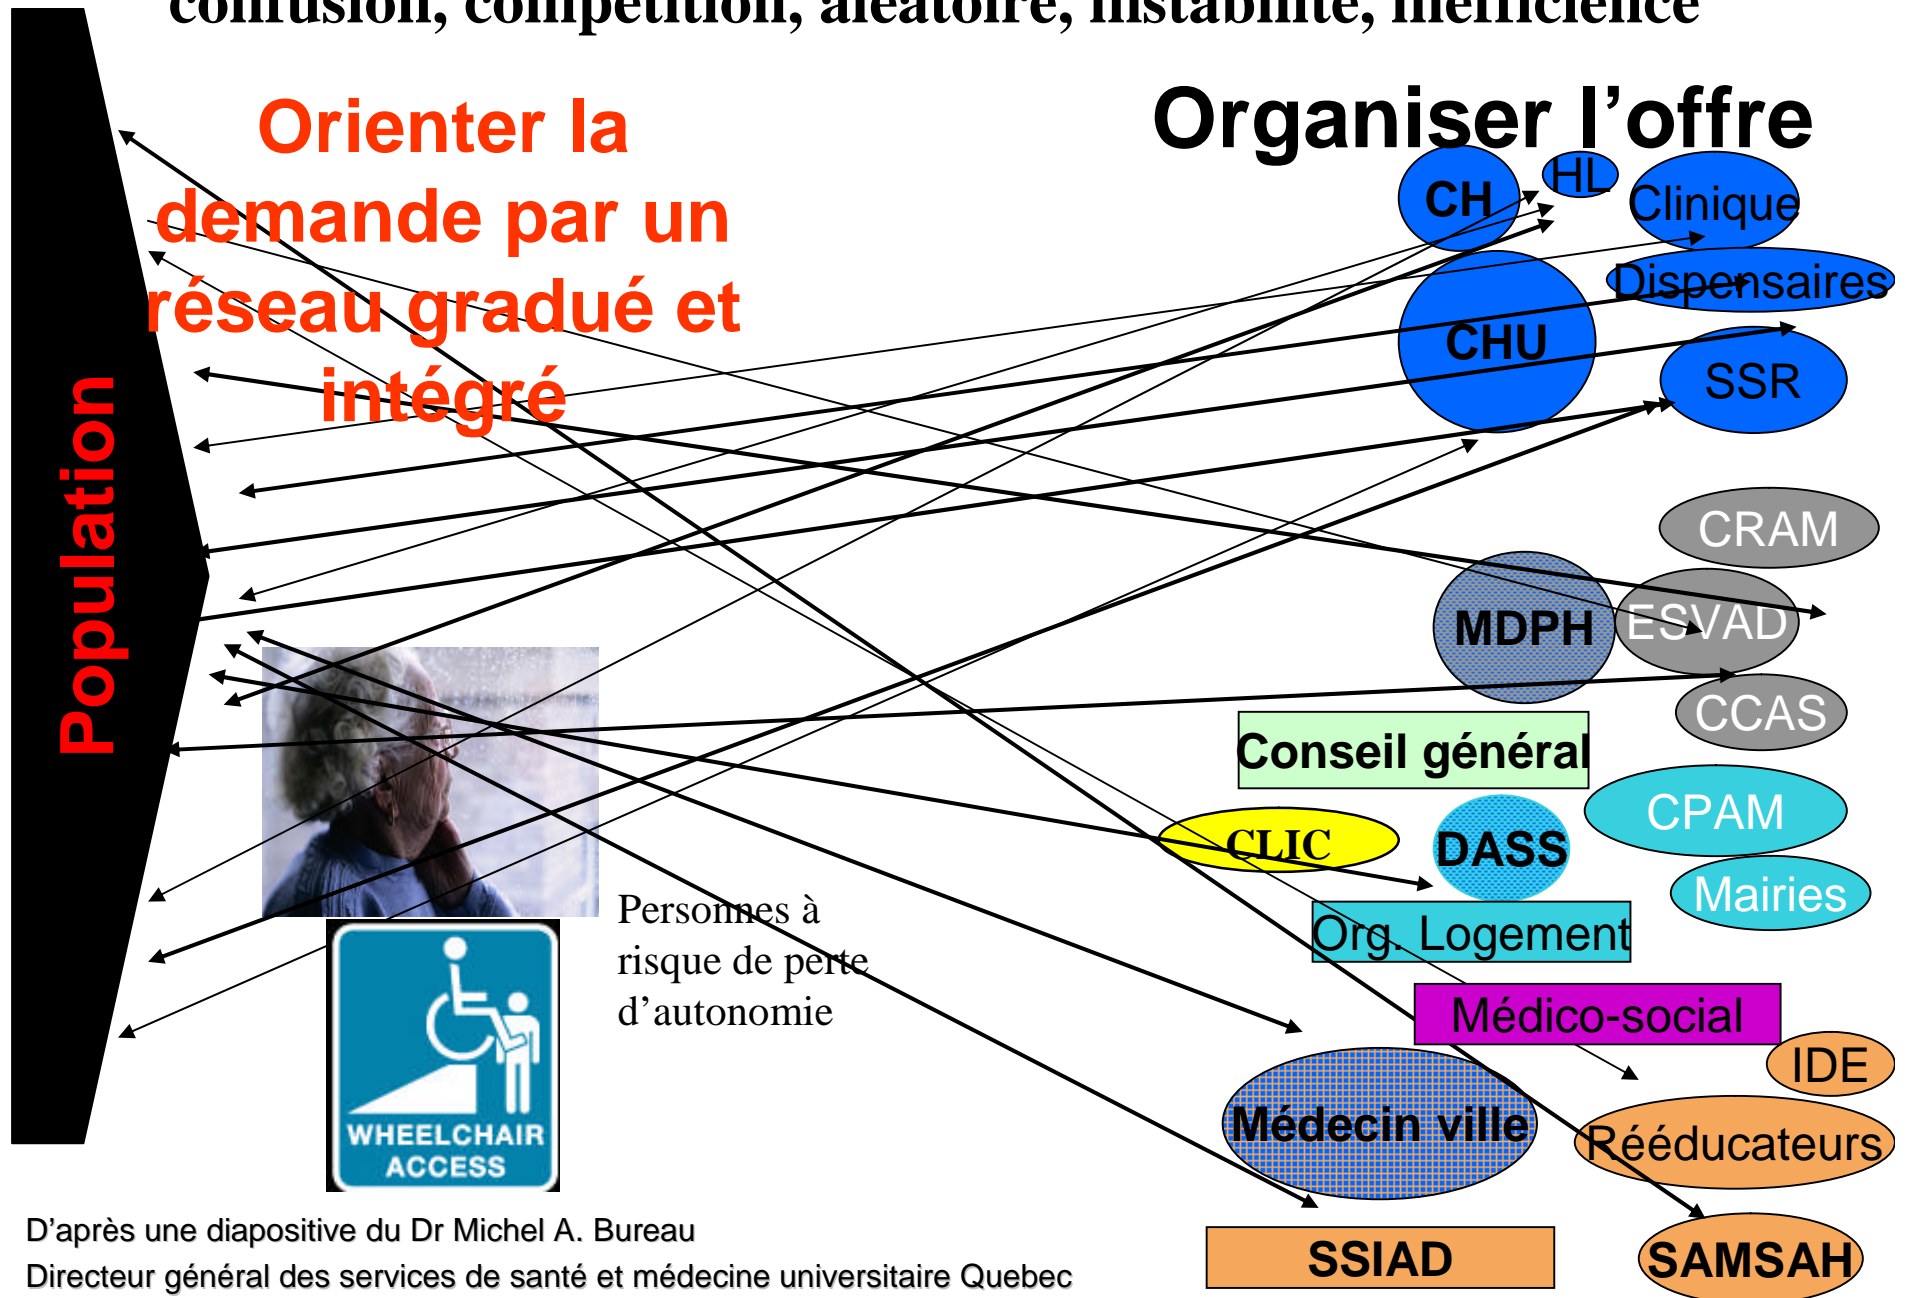 confusion, compétition, aléatoire, instabilité, inefficience
Orienter la
demande par un
réseau gradué et
intégré
Organiser l’offre
CH
HL
Clinique
Dispensaires
CHU
SSR
Population
CRAM
MDPH
ESVAD
CCAS
Conseil général
CPAM
CLIC
DASS
Mairies
Org. Logement
Personnes à
risque de perte
d’autonomie
Médico-social
IDE
Médecin ville
Rééducateurs
WHEELCHAIR
ACCESS
SSIAD
SAMSAH
D’après une diapositive du Dr Michel A. Bureau
Directeur général des services de santé et médecine universitaire Quebec